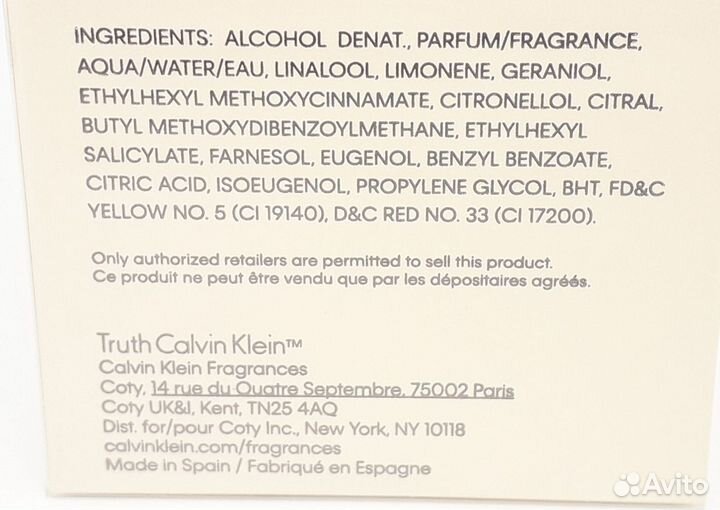 INGREDIENTS: ALCOHOL DENAT., PARFUM/FRAGRANCE,
AQUA/WATER/EAU, LINALOOL, LIMONENE, GERANIOL,
ETHYLHEXYL METHOXYCINNAMATE, CITRONELLOL, CITRAL,
BUTYL METHOXYDIBENZOYLMETHANE, ETHYLHEXYL
SALICYLATE, FARNESOL, EUGENOL, BENZYL BENZOATE,
CITRIC ACID, ISOEUGENOL, PROPYLENE GLYCOL, BHT, FD&C
YELLOW NO. 5 (CI 19140), D&C RED NO. 33 (CI 17200).
Only authorized retailers are permitted to sell this product.
Ce produit ne peut être vendu que par les dépositaires agréés.
Truth Calvin Klein™
Calvin Klein Fragrances
Coty, 14 rue du Quatre Septembre, 75002 Paris
Coty UK&I, Kent, TN25 4AQ
Dist. for/pour Coty Inc., New York, NY 10118
calvinklein.com/fragrances
Made in Spain / Fabriqué en Espagne
Avito